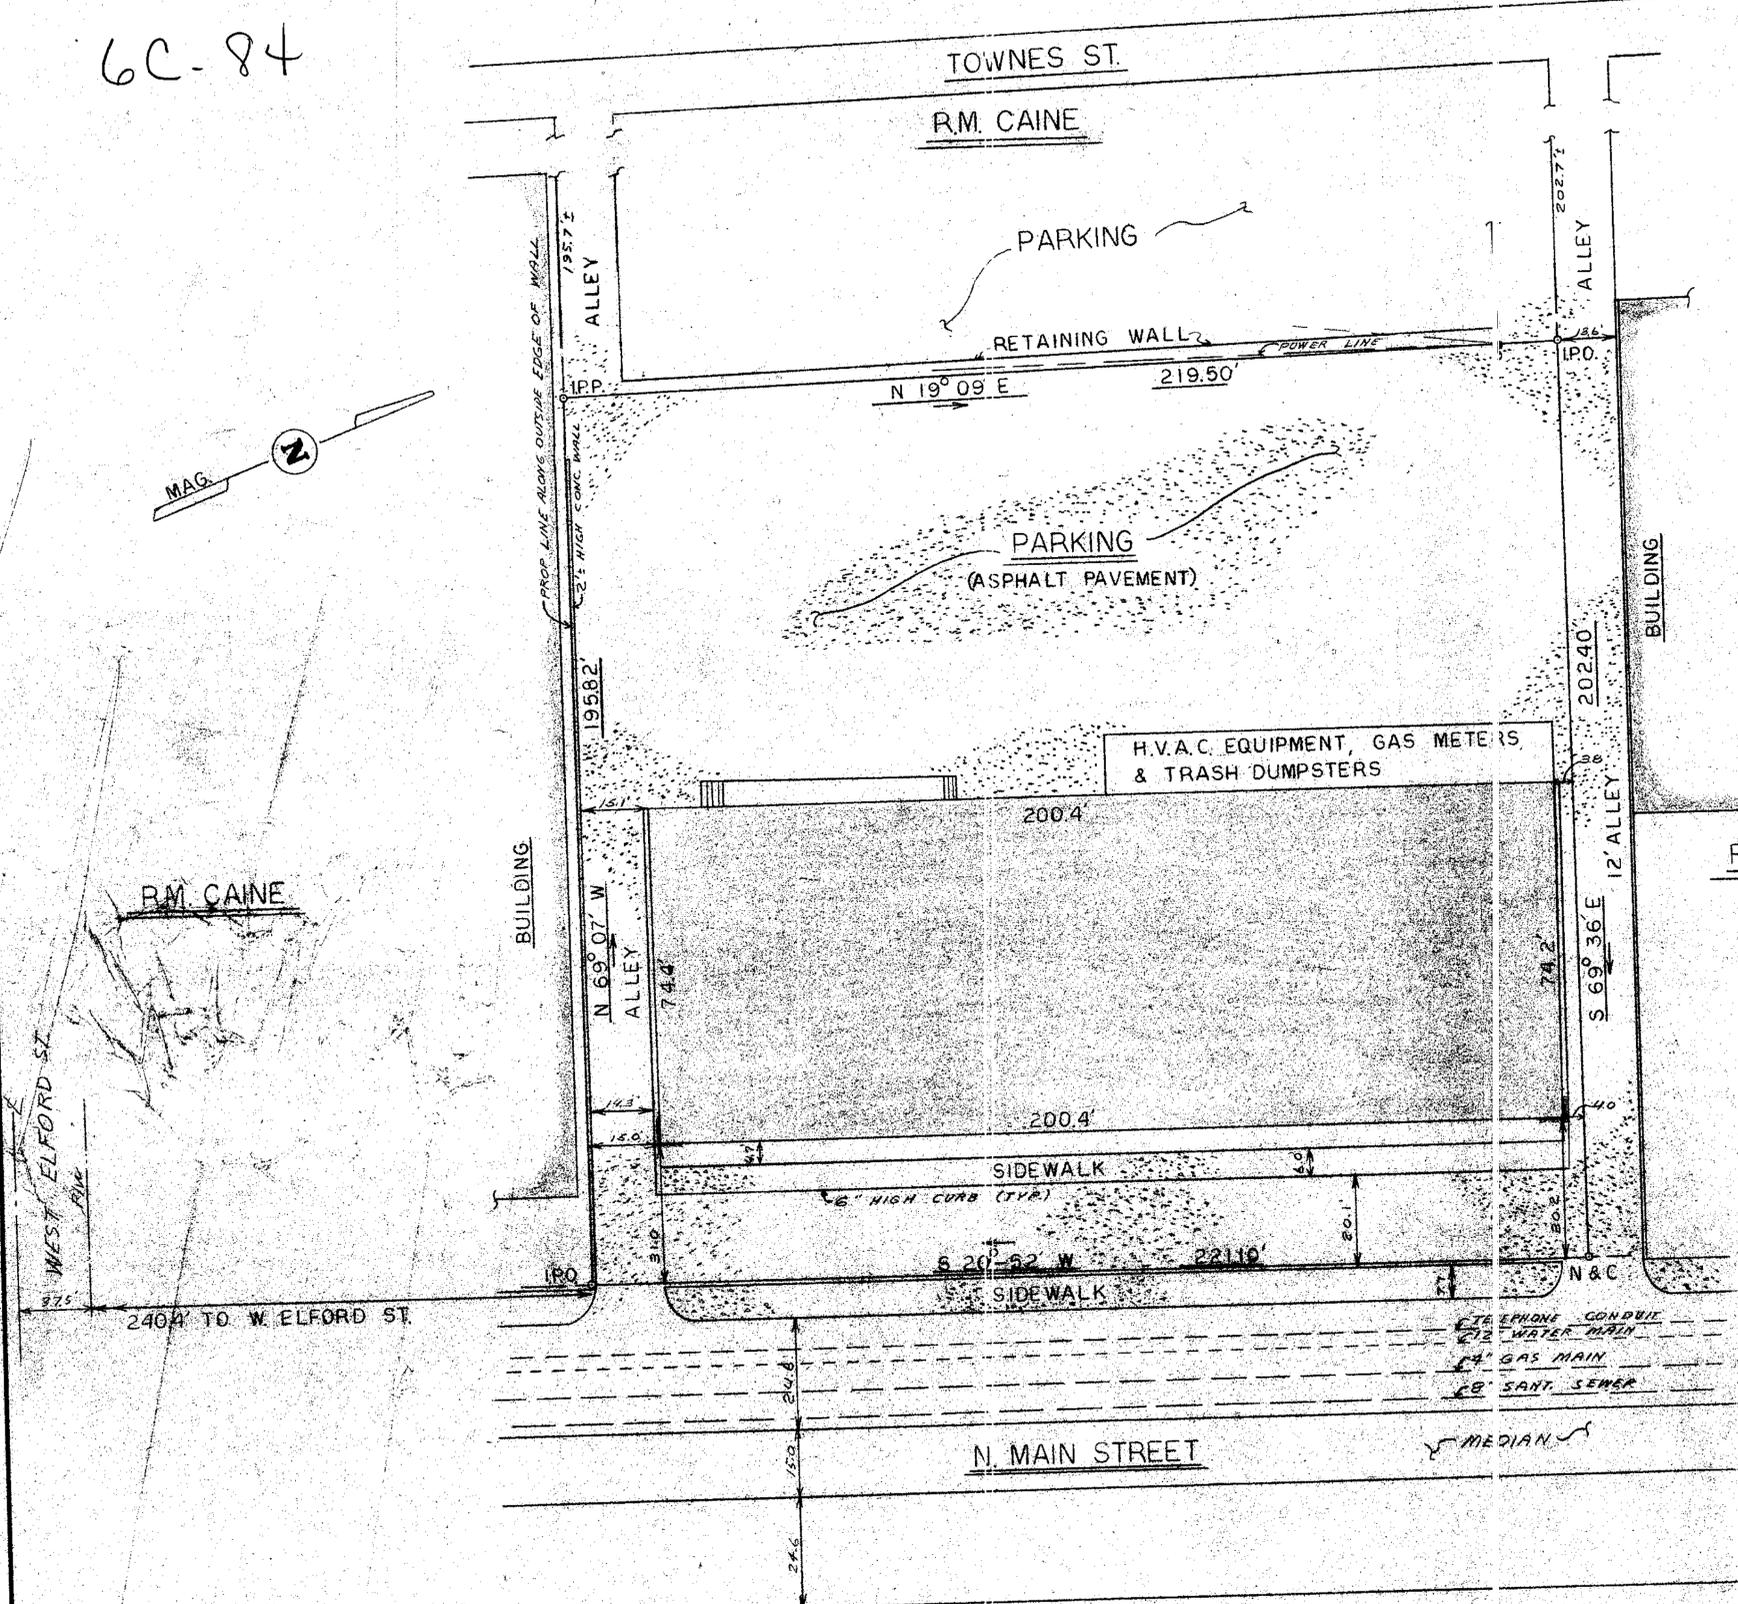 6C-84
TOWNES ST.
R.M. CAINE
PARKING
195.7'±
ALLEY
202.7'±
ALLEY
PROP. LINE ALONG OUTSIDE EDGE OF WALL
2'± HIGH CONC. WALL
RETAINING WALL
POWER LINE
13.6'
I.P.O.
I.P.P.
N 19° 09' E
219.50'
MAG.
N
PARKING
(ASPHALT PAVEMENT)
BUILDING
195.82'
202.40'
H.V.A.C. EQUIPMENT, GAS METERS,
& TRASH DUMPSTERS
3.8
15.1'
200.4'
12' ALLEY
BUILDING
R.M. CAINE
N 69° 07' W
ALLEY
74.4'
74.2'
S 69° 36' E
WEST ELFORD ST.
R/W
14.3'
200.4'
4.0
15.0'
SIDEWALK
6.0
6" HIGH CURB (TYP.)
31.0
20.1
30.2
S 20°-52' W
221.10'
I.P.O.
N & C
SIDEWALK
37.5'
240.4' TO W. ELFORD ST.
TELEPHONE CONDUIT
12" WATER MAIN
4" GAS MAIN
8" SANT. SEWER
24.6
MEDIAN
N. MAIN STREET
15.0
24.6